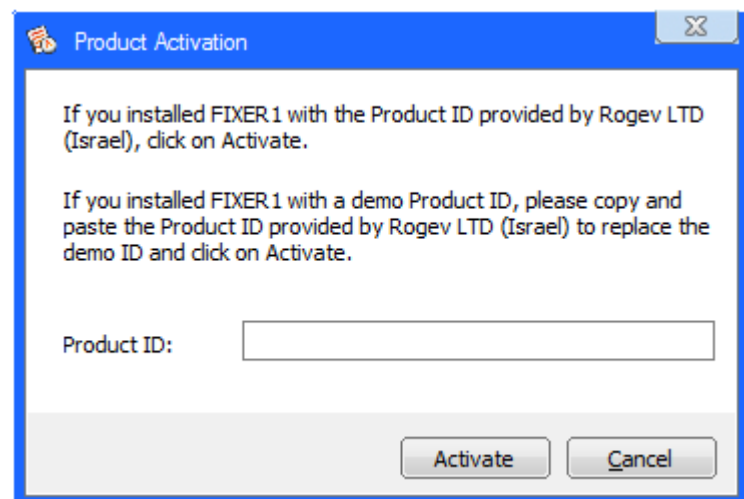 Product Activation
If you installed FIXER1 with the Product ID provided by Rogev LTD
(Israel), click on Activate.
If you installed FIXER1 with a demo Product ID, please copy and
paste the Product ID provided by Rogev LTD (Israel) to replace the
demo ID and click on Activate.
Product ID:
Activate
Cancel